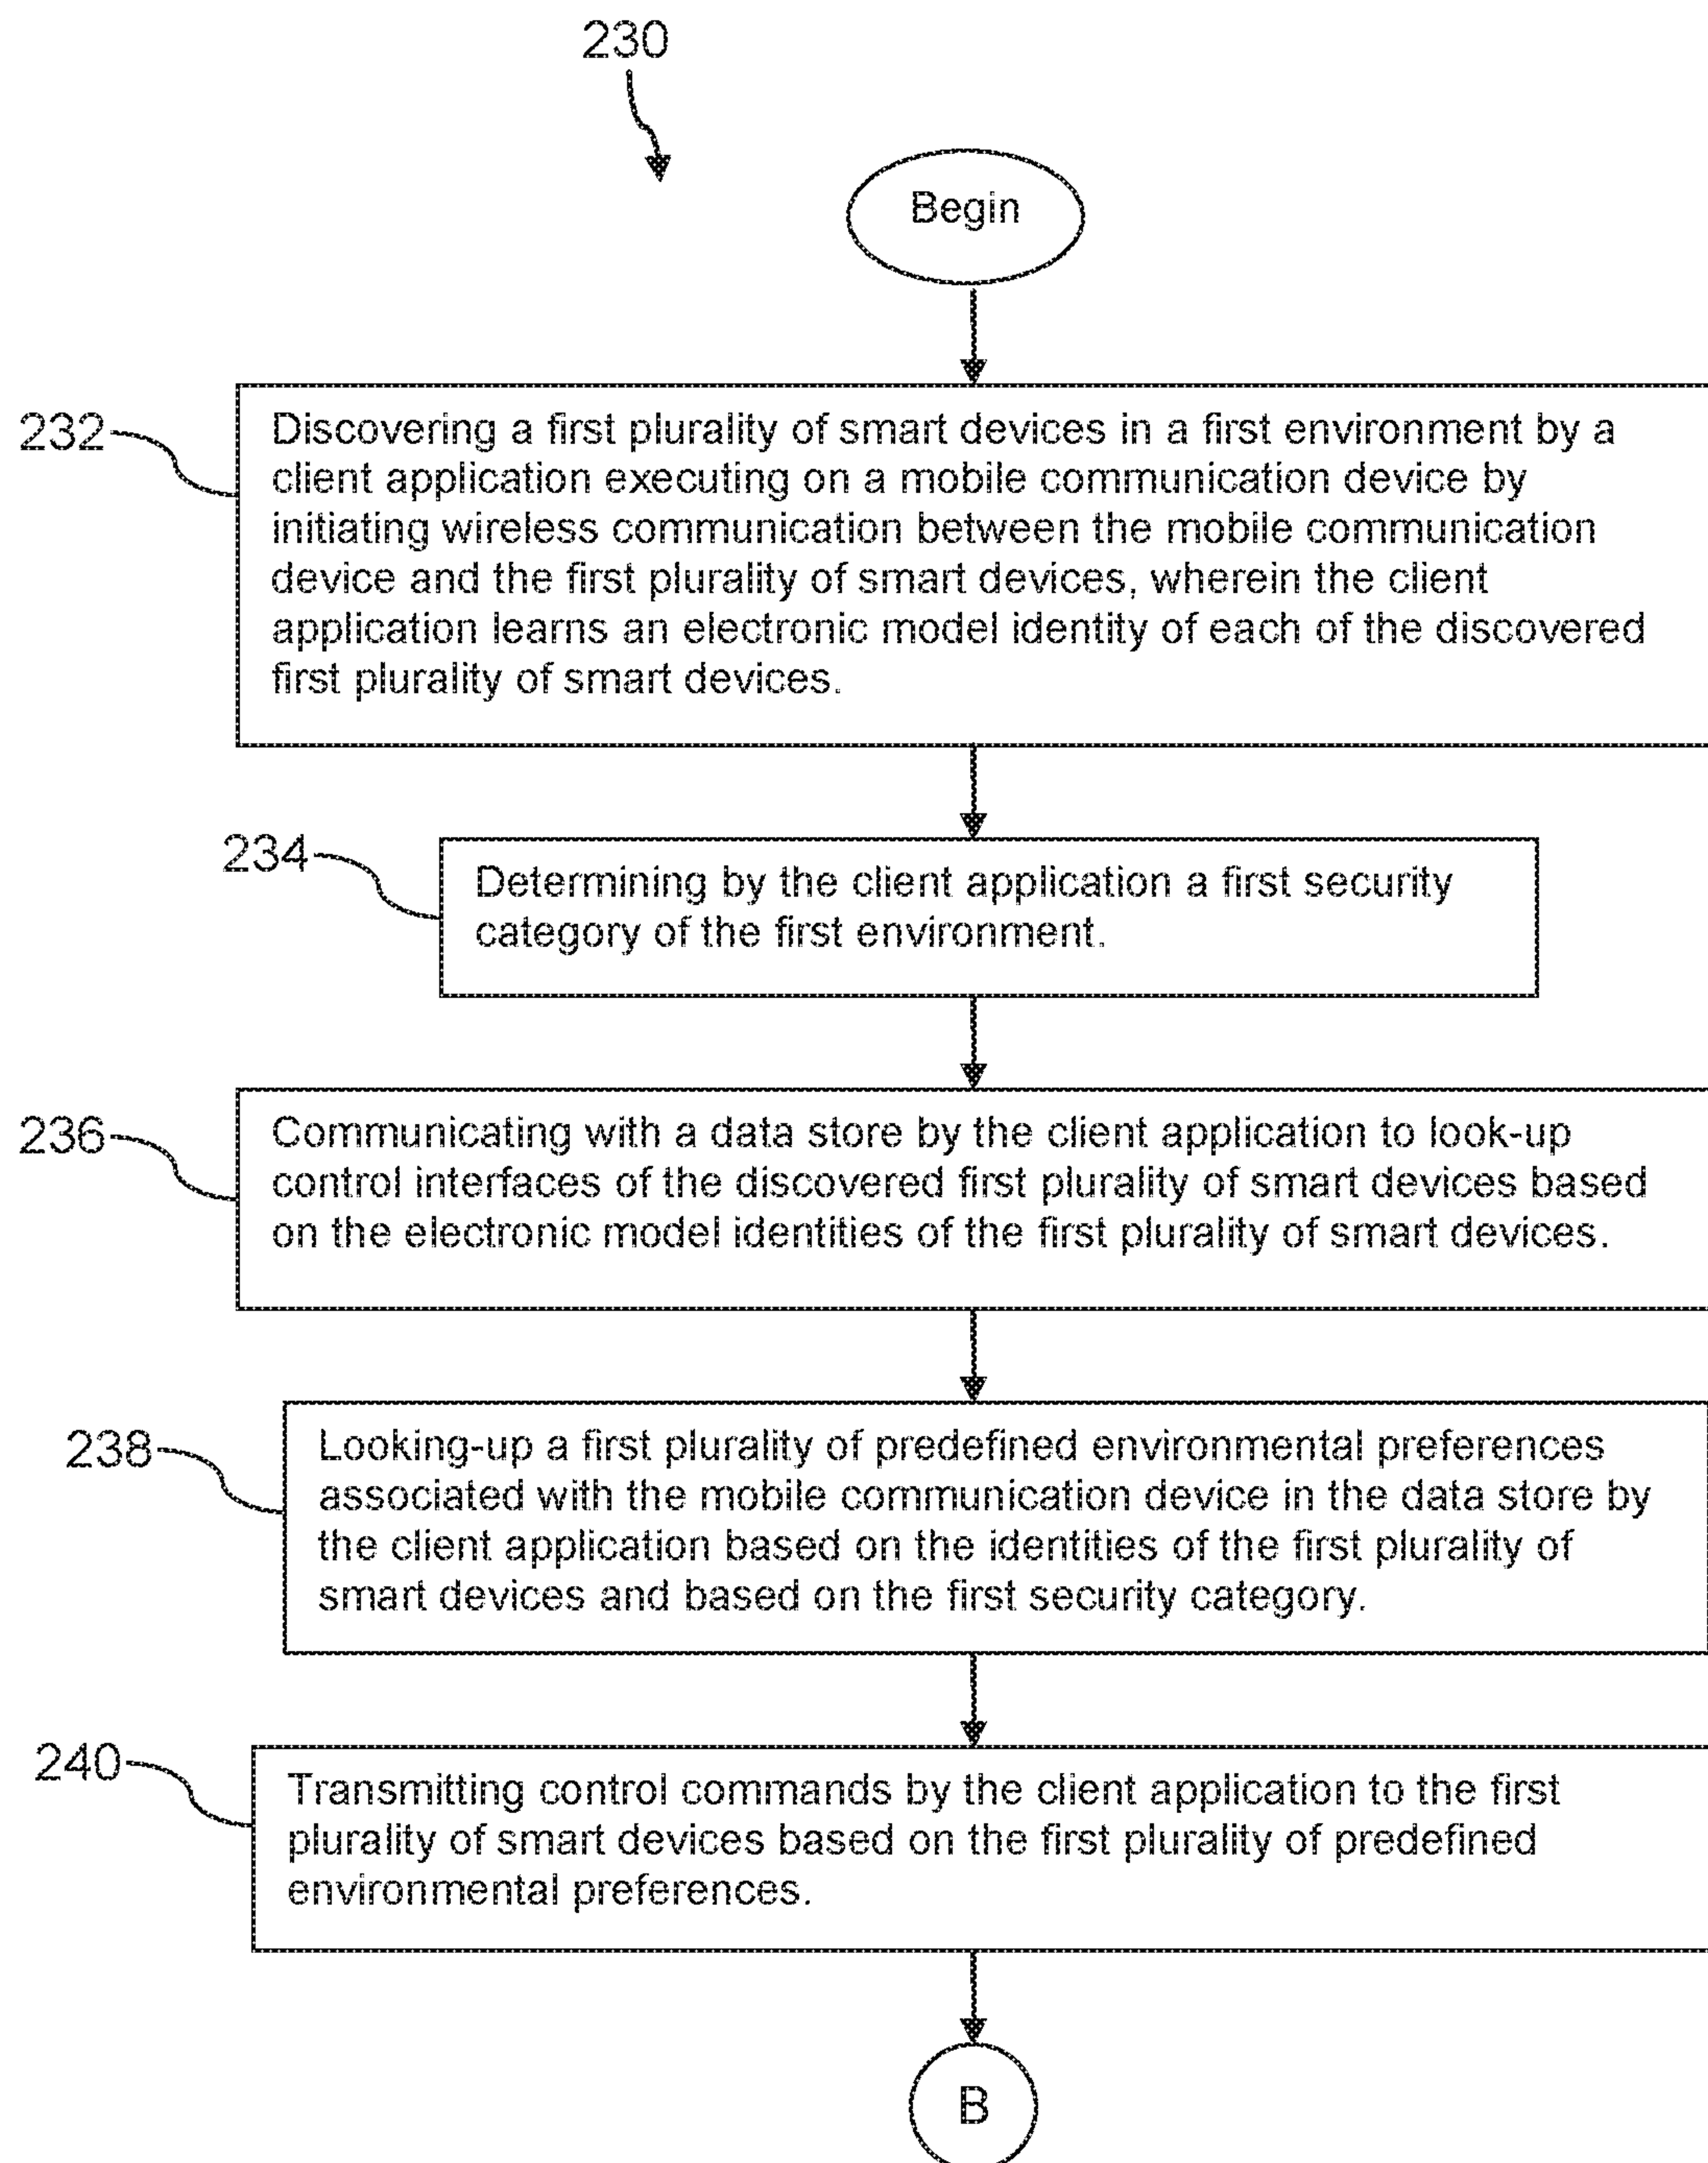 230
Begin
232
Discovering a first plurality of smart devices in a first environment by a
client application executing on a mobile communication device by
initiating wireless communication between the mobile communication
device and the first plurality of smart devices, wherein the client
application learns an electronic model identity of each of the discovered
first plurality of smart devices.
234
Determining by the client application a first security
category of the first environment.
236
Communicating with a data store by the client application to look-up
control interfaces of the discovered first plurality of smart devices based
on the electronic model identities of the first plurality of smart devices.
238
Looking-up a first plurality of predefined environmental preferences
associated with the mobile communication device in the data store by
the client application based on the identities of the first plurality of
smart devices and based on the first security category.
240
Transmitting control commands by the client application to the first
plurality of smart devices based on the first plurality of predefined
environmental preferences.
B